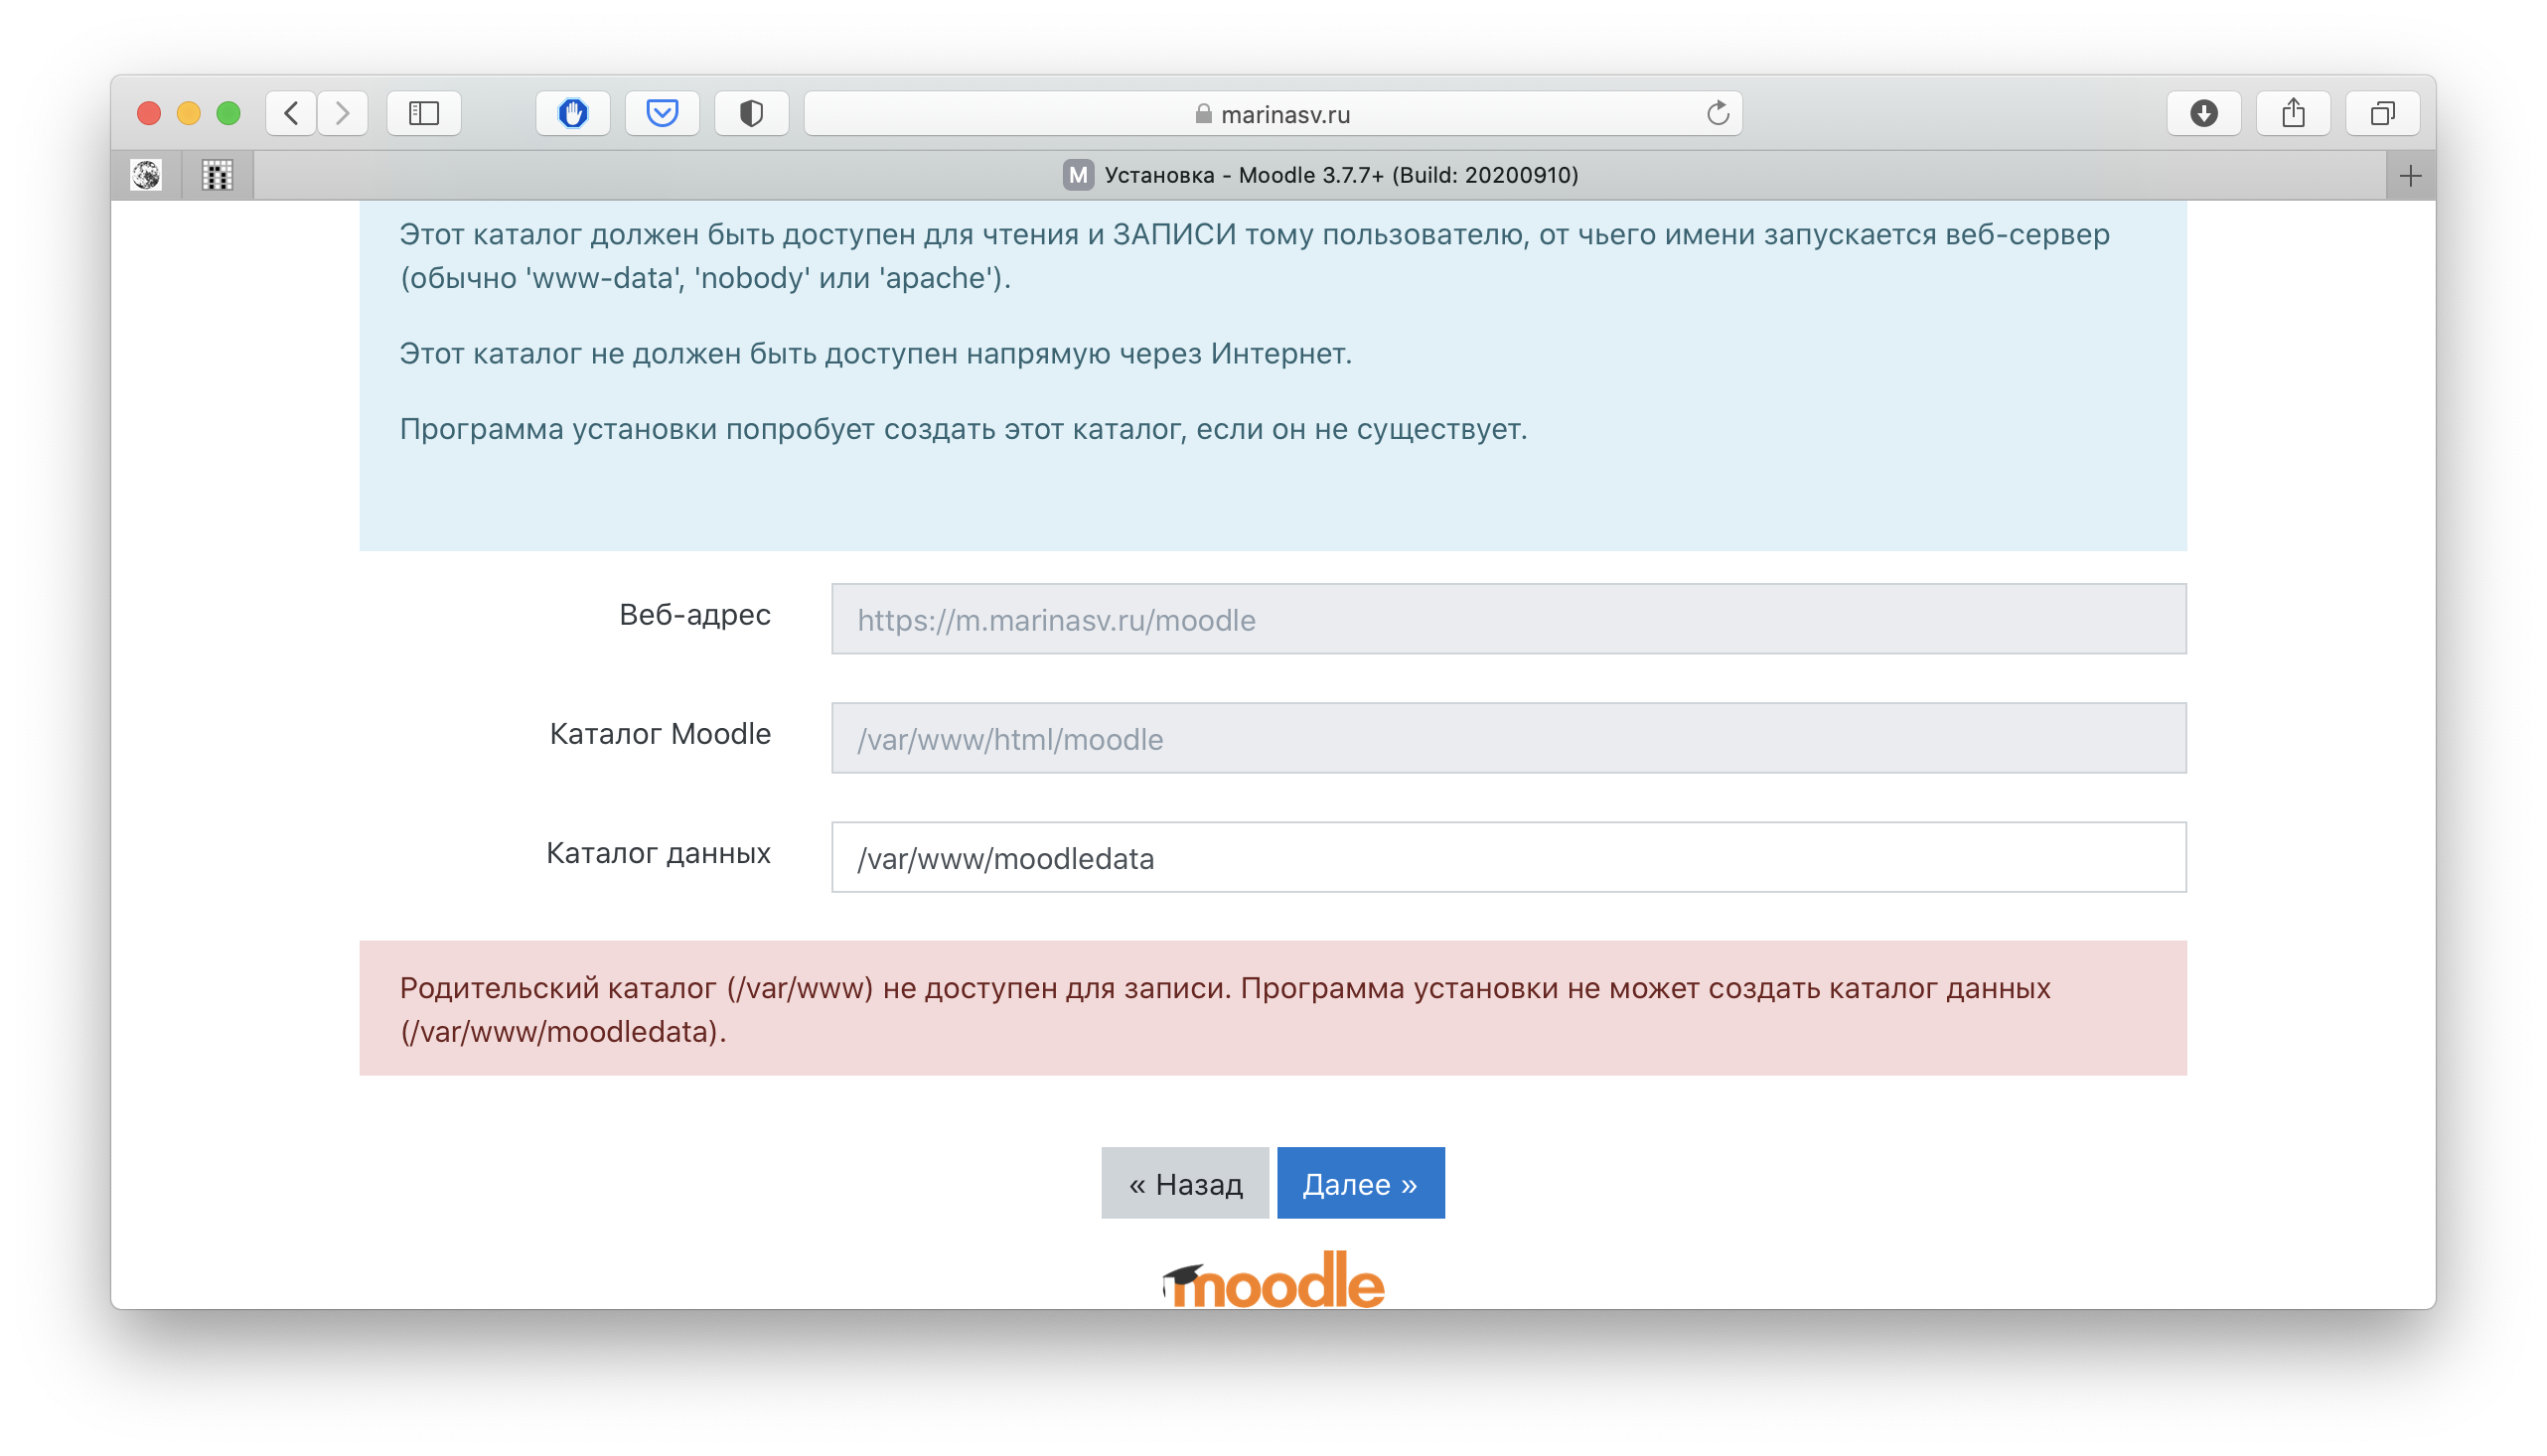 marinasv.ru
M Установка - Moodle 3.7.7+ (Build: 20200910)
Этот каталог должен быть доступен для чтения и ЗАПИСИ тому пользователю, от чьего имени запускается веб-сервер
(обычно 'www-data', 'nobody' или 'apache').
Этот каталог не должен быть доступен напрямую через Интернет.
Программа установки попробует создать этот каталог, если он не существует.
Веб-адрес
https://m.marinasv.ru/moodle
Каталог Moodle
/var/www/html/moodle
Каталог данных
/var/www/moodledata
Родительский каталог (/var/www) не доступен для записи. Программа установки не может создать каталог данных
(/var/www/moodledata).
« Назад
Далее »
moodle